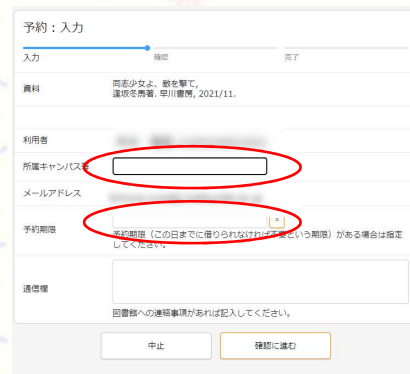 予約：入力
入力 確認 完了
資料 同志少女よ、敵を撃て,
逢坂冬馬著. 早川書房, 2021/11.
利用者
所属キャンパス等
メールアドレス
予約期限
予約期限（この日までに借りられなければ不要という期限）がある場合は指定
してください。
通信欄
図書館への連絡事項があれば記入してください。
中止 確認に進む